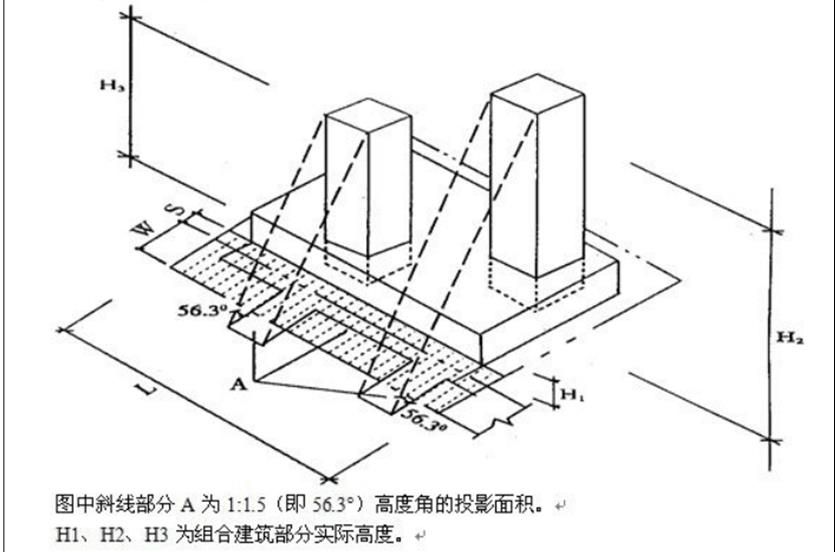 H₃
S
W
56.3°
A
L
56.3°
H₁
H₂
图中斜线部分 A 为 1:1.5（即 56.3°）高度角的投影面积。
H1、H2、H3 为组合建筑部分实际高度。